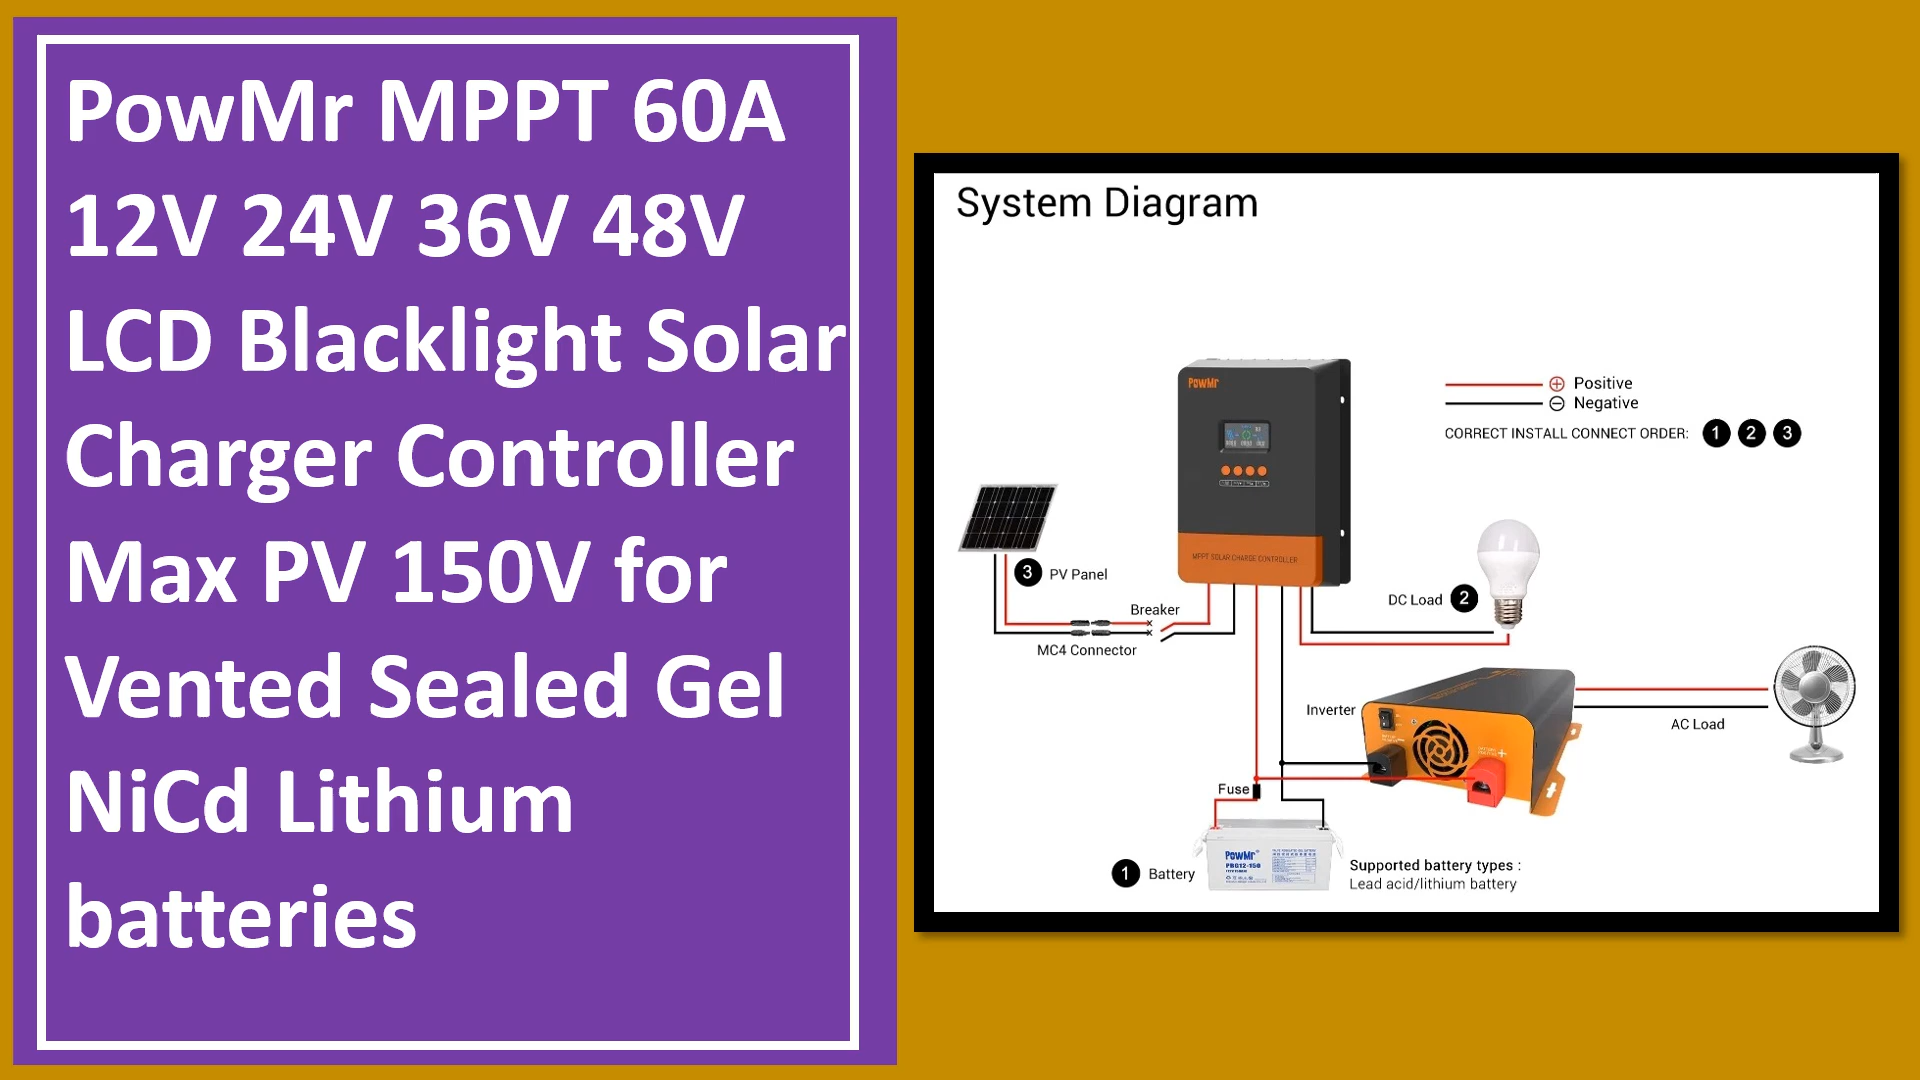 PowMr MPPT 60A
12V 24V 36V 48V
LCD Blacklight Solar
Charger Controller
Max PV 150V for
Vented Sealed Gel
NiCd Lithium
batteries
System Diagram
PowMr
MPPT SOLAR CHARGE CONTROLLER
Positive
Negative
CORRECT INSTALL CONNECT ORDER: 1 2 3
3 PV Panel
Breaker
MC4 Connector
DC Load 2
Inverter
AC Load
Fuse
1 Battery
PowMr
PBG12-150
Supported battery types :
Lead acid/lithium battery